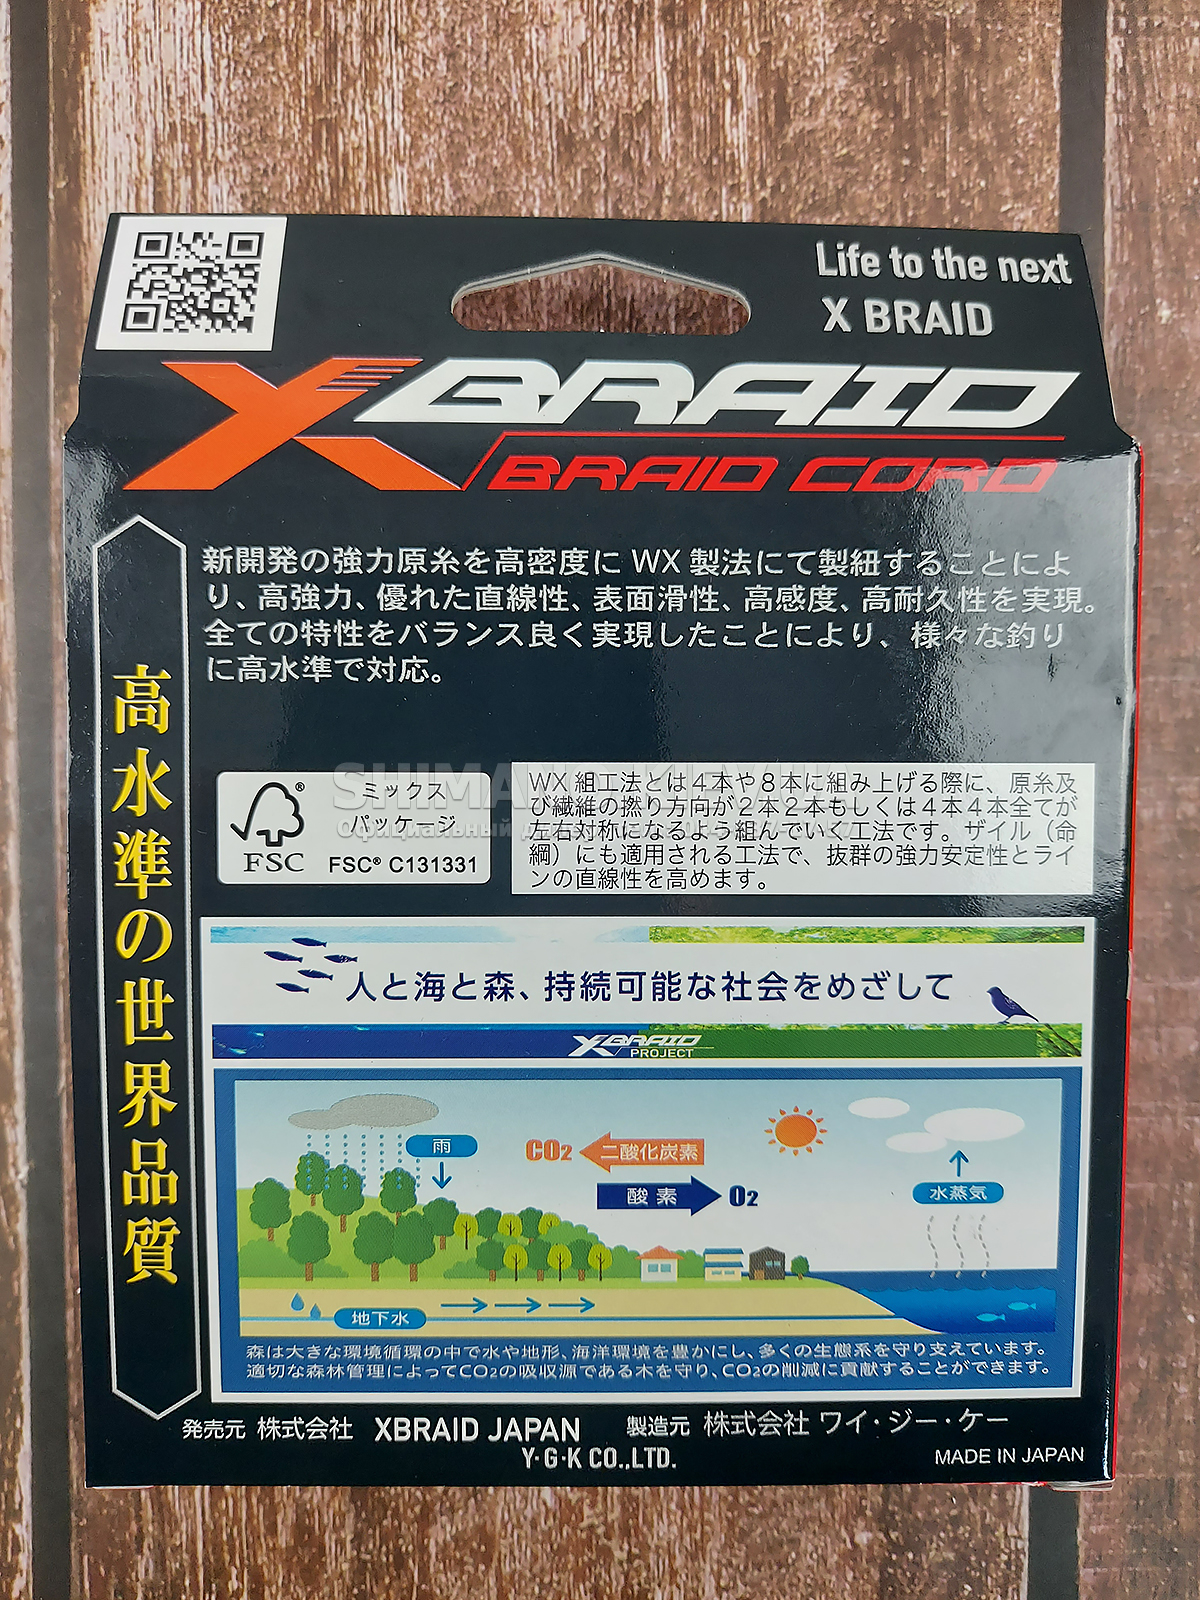 Life to the next
X BRAID
XBRAID
BRAID CORD
新開発の強力原糸を高密度に WX 製法にて製紐することによ
り、高強力、優れた直線性、表面滑性、高感度、高耐久性を実現。
全ての特性をバランス良く実現したことにより、様々な釣り
に高水準で対応。
高水準の世界品質
FSC®
ミックス
パッケージ
FSC® C131331
WX 組工法とは4本や8本に組み上げる際に、原糸及
び繊維の撚り方向が2本2本もしくは4本4本全てが
左右対称になるよう組んでいく工法です。ザイル(命
綱)にも適用される工法で、抜群の強力安定性とライ
ンの直線性を高めます。
SHIMANO
Официальный
人と海と森、持続可能な社会をめざして
XBRAID
PROJECT
雨
CO2 二酸化炭素
酸素 O2
水蒸気
地下水
森は大きな環境循環の中で水や地形、海洋環境を豊かにし、多くの生態系を守り支えています。
適切な森林管理によってCO2の吸収源である木を守り、CO2の削減に貢献することができます。
発売元 株式会社 XBRAID JAPAN 製造元 株式会社 ワイ・ジー・ケー
Y·G·K CO.,LTD.
MADE IN JAPAN